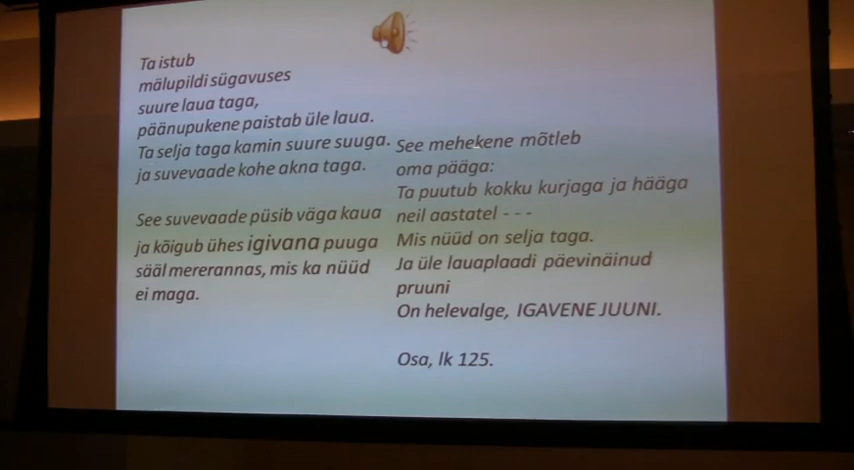 Ta istub
mälupildi sügavuses
suure laua taga,
päänupukene paistab üle laua.
Ta selja taga kamin suure suuga.
ja suvevaade kohe akna taga.
See suvevaade püsib väga kaua
ja kõigub ühes igivana puuga
sääl mererannas, mis ka nüüd
ei maga.
See mehekene mõtleb
oma pääga:
Ta puutub kokku kurjaga ja hääga
neil aastatel - - -
Mis nüüd on selja taga.
Ja üle lauaplaadi päevinäinud
pruuni
On helevalge, IGAVENE JUUNI.
Osa, lk 125.